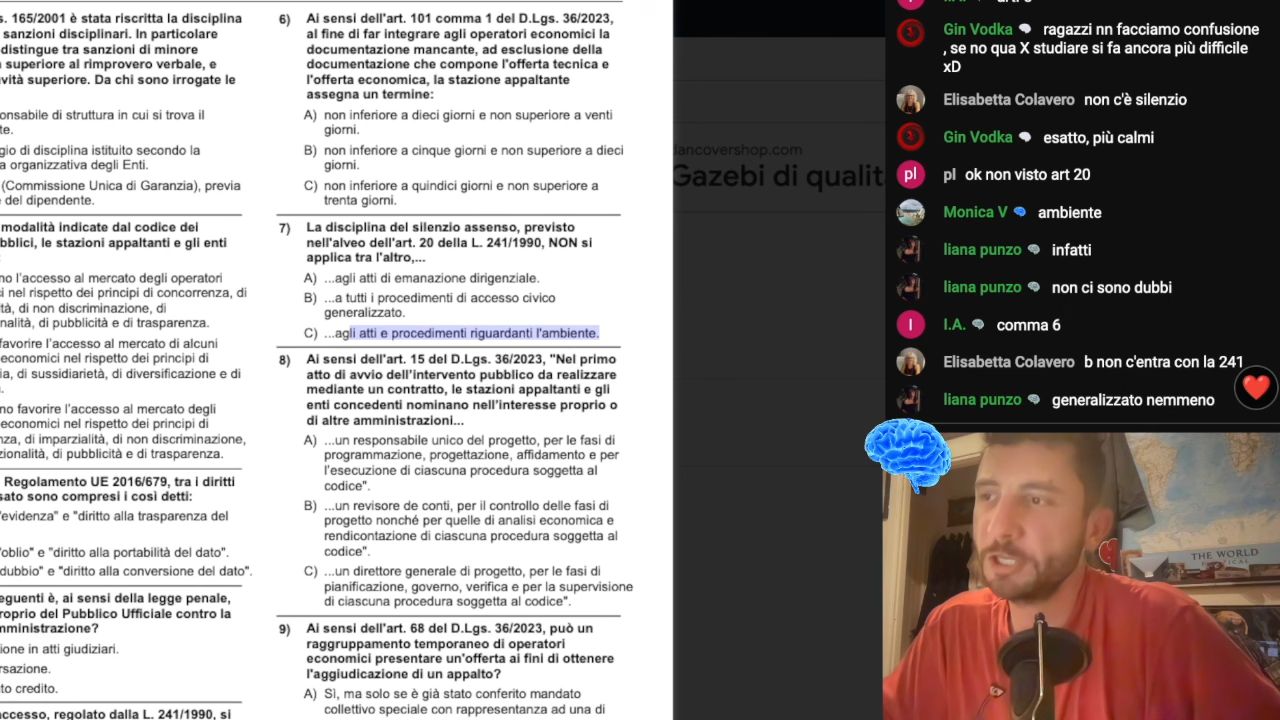 s. 165/2001 è stata riscritta la disciplina
sanzioni disciplinari. In particolare
distingue tra sanzioni di minore
superiore al rimprovero verbale, e
vità superiore. Da chi sono irrogate le
onsabile di struttura in cui si trova il
te.
gio di disciplina istituito secondo la
a organizzativa degli Enti.
(Commissione Unica di Garanzia), previa
e del dipendente.
modalità indicate dal codice dei
bblici, le stazioni appaltanti e gli enti
:
no l'accesso al mercato degli operatori
ci nel rispetto dei principi di concorrenza, di
ità, di non discriminazione, di
nalità, di pubblicità e di trasparenza.
favorire l'accesso al mercato di alcuni
economici nel rispetto dei principi di
ia, di sussidiarietà, di diversificazione e di
.
no favorire l'accesso al mercato degli
economici nel rispetto dei principi di
nza, di imparzialità, di non discriminazione,
zionalità, di pubblicità e di trasparenza.
Regolamento UE 2016/679, tra i diritti
sato sono compresi i così detti:
"evidenza" e "diritto alla trasparenza del
'oblio" e "diritto alla portabilità del dato".
dubbio" e "diritto alla conversione del dato".
eguenti è, ai sensi della legge penale,
roprio del Pubblico Ufficiale contro la
mministrazione?
ione in atti giudiziari.
rsazione.
to credito.
accesso, regolato dalla L. 241/1990, si
6) Ai sensi dell'art. 101 comma 1 del D.Lgs. 36/2023,
al fine di far integrare agli operatori economici la
documentazione mancante, ad esclusione della
documentazione che compone l'offerta tecnica e
l'offerta economica, la stazione appaltante
assegna un termine:
A) non inferiore a dieci giorni e non superiore a venti
giorni.
B) non inferiore a cinque giorni e non superiore a dieci
giorni.
C) non inferiore a quindici giorni e non superiore a
trenta giorni.
7) La disciplina del silenzio assenso, previsto
nell'alveo dell'art. 20 della L. 241/1990, NON si
applica tra l'altro,...
A) ...agli atti di emanazione dirigenziale.
B) ...a tutti i procedimenti di accesso civico
generalizzato.
C) ...agli atti e procedimenti riguardanti l'ambiente.
8) Ai sensi dell'art. 15 del D.Lgs. 36/2023, "Nel primo
atto di avvio dell'intervento pubblico da realizzare
mediante un contratto, le stazioni appaltanti e gli
enti concedenti nominano nell'interesse proprio o
di altre amministrazioni...
A) ...un responsabile unico del progetto, per le fasi di
programmazione, progettazione, affidamento e per
l'esecuzione di ciascuna procedura soggetta al
codice".
B) ...un revisore de conti, per il controllo delle fasi di
progetto nonché per quelle di analisi economica e
rendicontazione di ciascuna procedura soggetta al
codice".
C) ...un direttore generale di progetto, per le fasi di
pianificazione, governo, verifica e per la supervisione
di ciascuna procedura soggetta al codice".
9) Ai sensi dell'art. 68 del D.Lgs. 36/2023, può un
raggruppamento temporaneo di operatori
economici presentare un'offerta ai fini di ottenere
l'aggiudicazione di un appalto?
A) Sì, ma solo se è già stato conferito mandato
collettivo speciale con rappresentanza ad una di
dancovershop.com
Gazebi di qualit
Gin Vodka ragazzi nn facciamo confusione
, se no qua X studiare si fa ancora più difficile
xD
Elisabetta Colavero non c'è silenzio
Gin Vodka esatto, più calmi
pl pl ok non visto art 20
Monica V ambiente
liana punzo infatti
liana punzo non ci sono dubbi
I I.A. comma 6
Elisabetta Colavero b non c'entra con la 241
liana punzo generalizzato nemmeno
THE WORLD